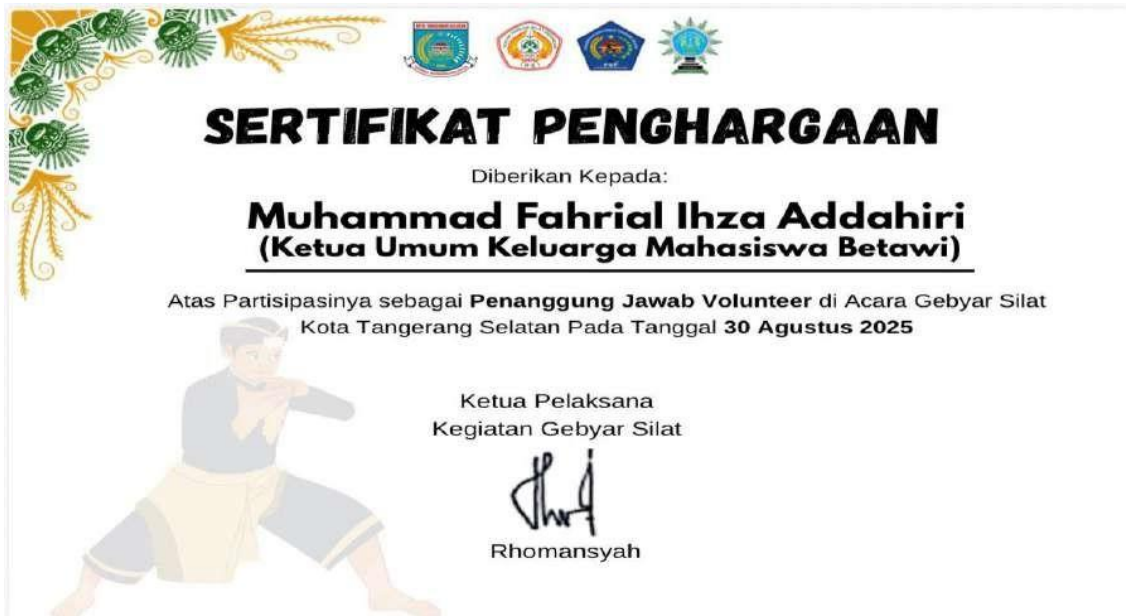 SERTIFIKAT PENGHARGAAN
Diberikan Kepada:
Muhammad Fahrial Ihza Addahiri
(Ketua Umum Keluarga Mahasiswa Betawi)
Atas Partisipasinya sebagai Penanggung Jawab Volunteer di Acara Gebyar Silat
Kota Tangerang Selatan Pada Tanggal 30 Agustus 2025
Ketua Pelaksana
Kegiatan Gebyar Silat
Rhomansyah